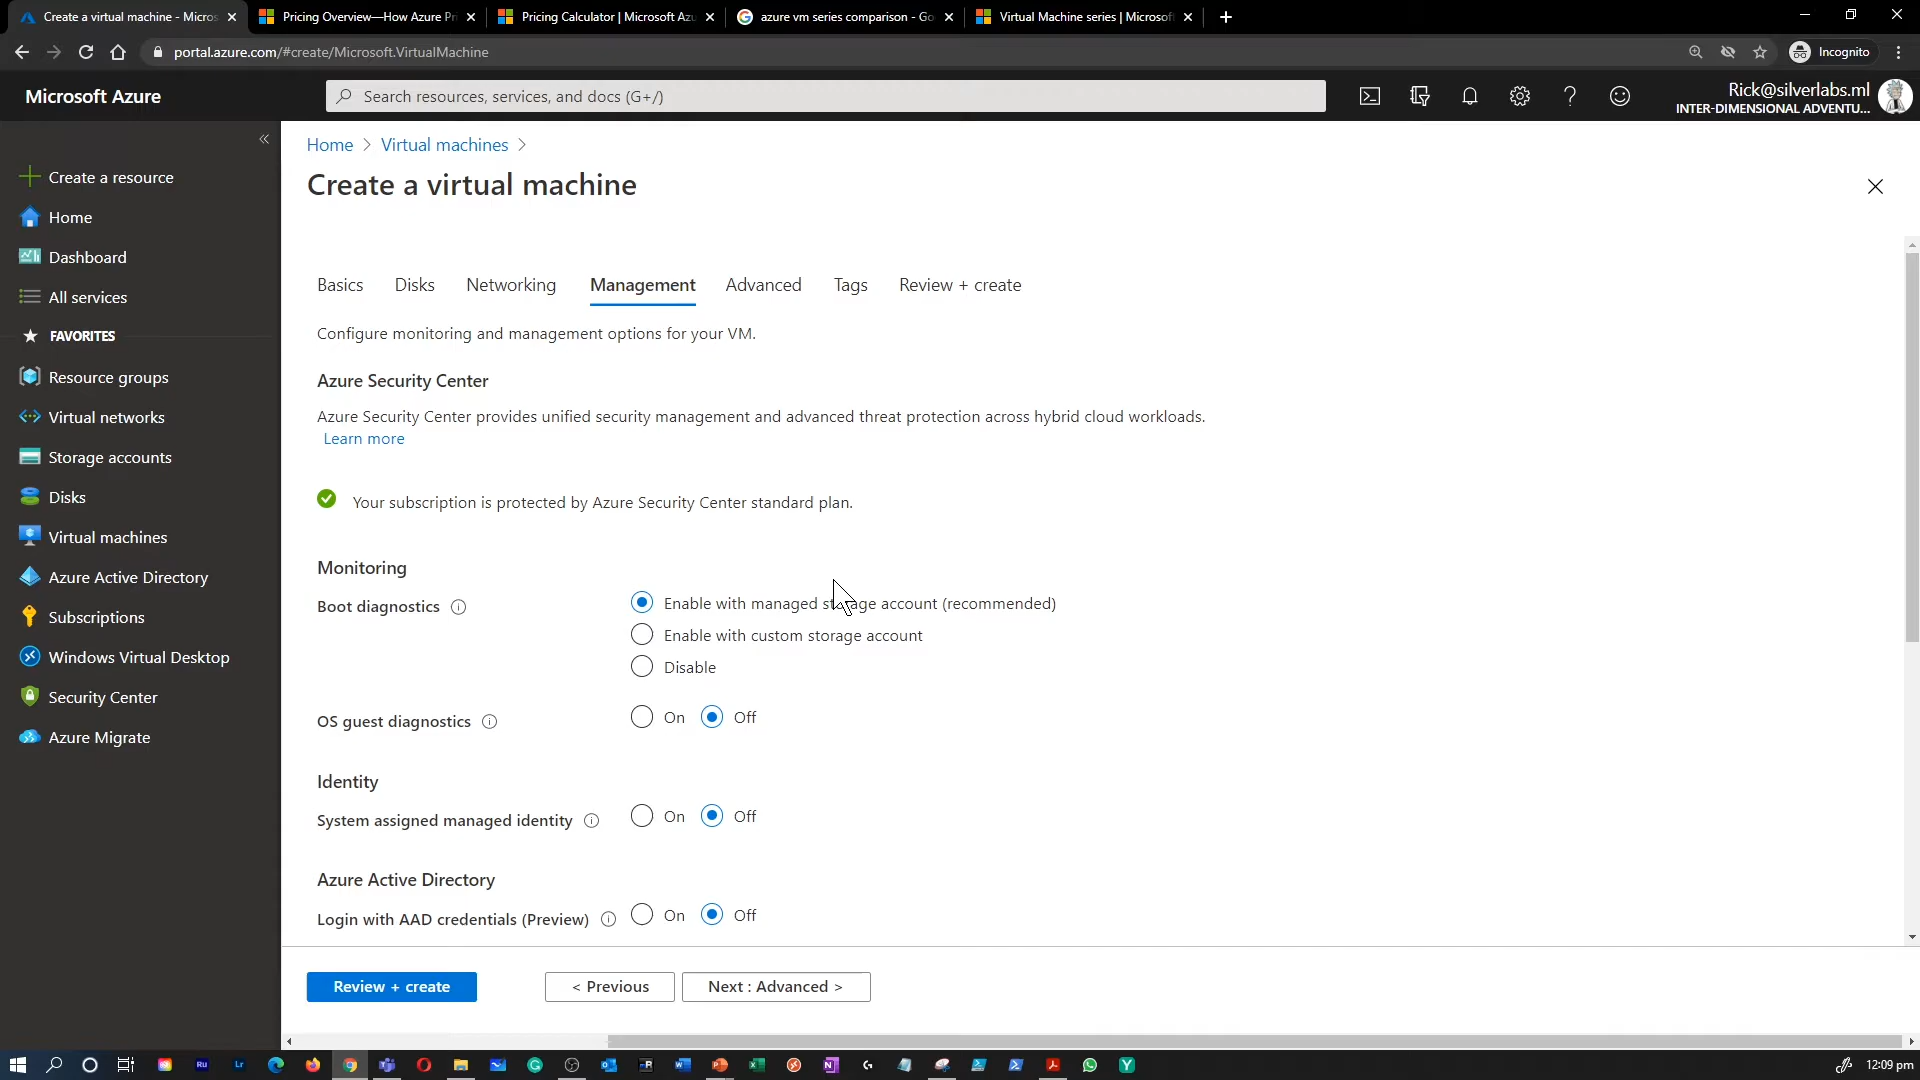 Create a virtual machine - Micros
Pricing Overview—How Azure Pri
Pricing Calculator | Microsoft Azu
azure vm series comparison - Go
Virtual Machine series | Microsoft
portal.azure.com/#create/Microsoft.VirtualMachine
Incognito
Microsoft Azure
Search resources, services, and docs (G+/)
Rick@silverlabs.ml
INTER-DIMENSIONAL ADVENTU...
Create a resource
Home
Dashboard
All services
FAVORITES
Resource groups
Virtual networks
Storage accounts
Disks
Virtual machines
Azure Active Directory
Subscriptions
Windows Virtual Desktop
Security Center
Azure Migrate
Home > Virtual machines >
Create a virtual machine
Basics Disks Networking Management Advanced Tags Review + create
Configure monitoring and management options for your VM.
Azure Security Center
Azure Security Center provides unified security management and advanced threat protection across hybrid cloud workloads.
Learn more
Your subscription is protected by Azure Security Center standard plan.
Monitoring
Boot diagnostics
Enable with managed storage account (recommended)
Enable with custom storage account
Disable
OS guest diagnostics On Off
Identity
System assigned managed identity On Off
Azure Active Directory
Login with AAD credentials (Preview) On Off
Review + create
< Previous
Next : Advanced >
12:09 pm